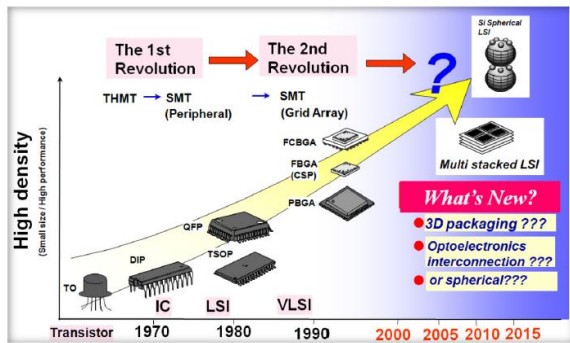 The 1st
Revolution
The 2nd
Revolution
?
Si Spherical
LSI
THMT → SMT
(Peripheral)
→ SMT
(Grid Array)
High density
(Small size / High performance)
FCBGA
FBGA
(CSP)
PBGA
Multi stacked LSI
QFP
TSOP
DIP
TO
What's New?
3D packaging ???
Optoelectronics
interconnection ???
or spherical???
IC
LSI
VLSI
Transistor
1970
1980
1990
2000
2005
2010
2015